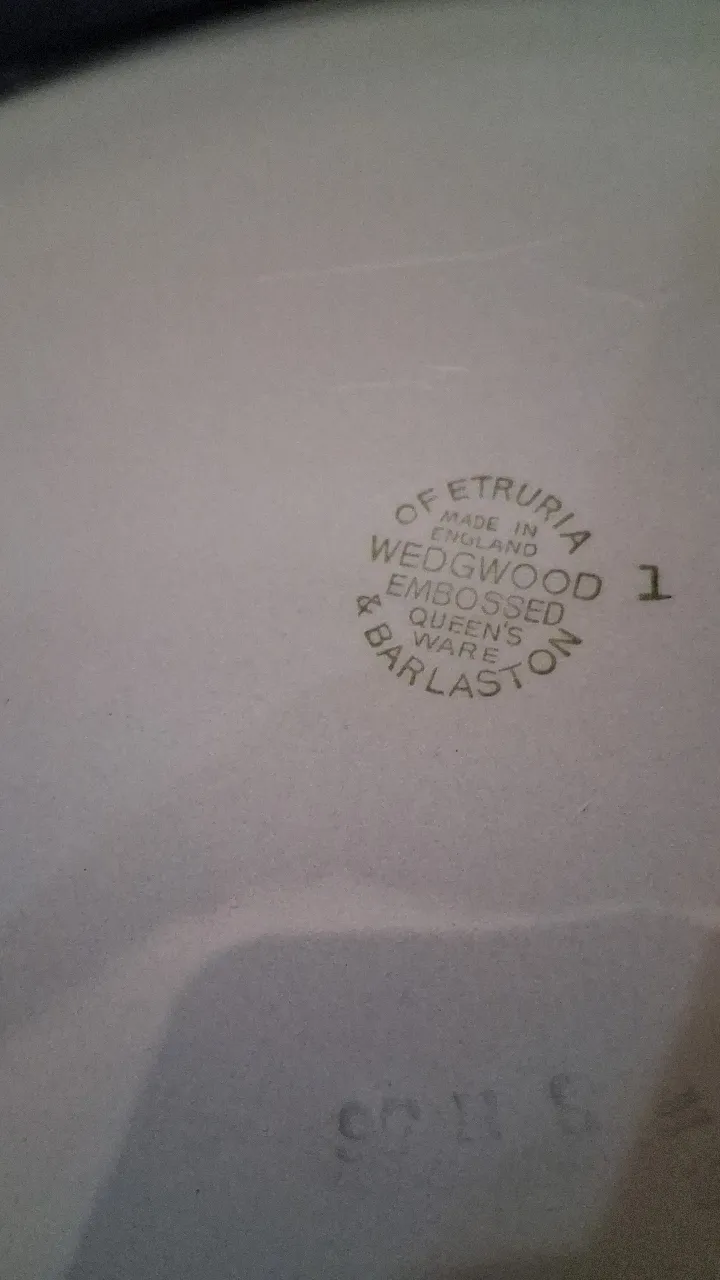 OF ETRURIA
MADE IN
ENGLAND
WEDGWOOD
EMBOSSED
QUEEN'S
WARE
& BARLASTON
1